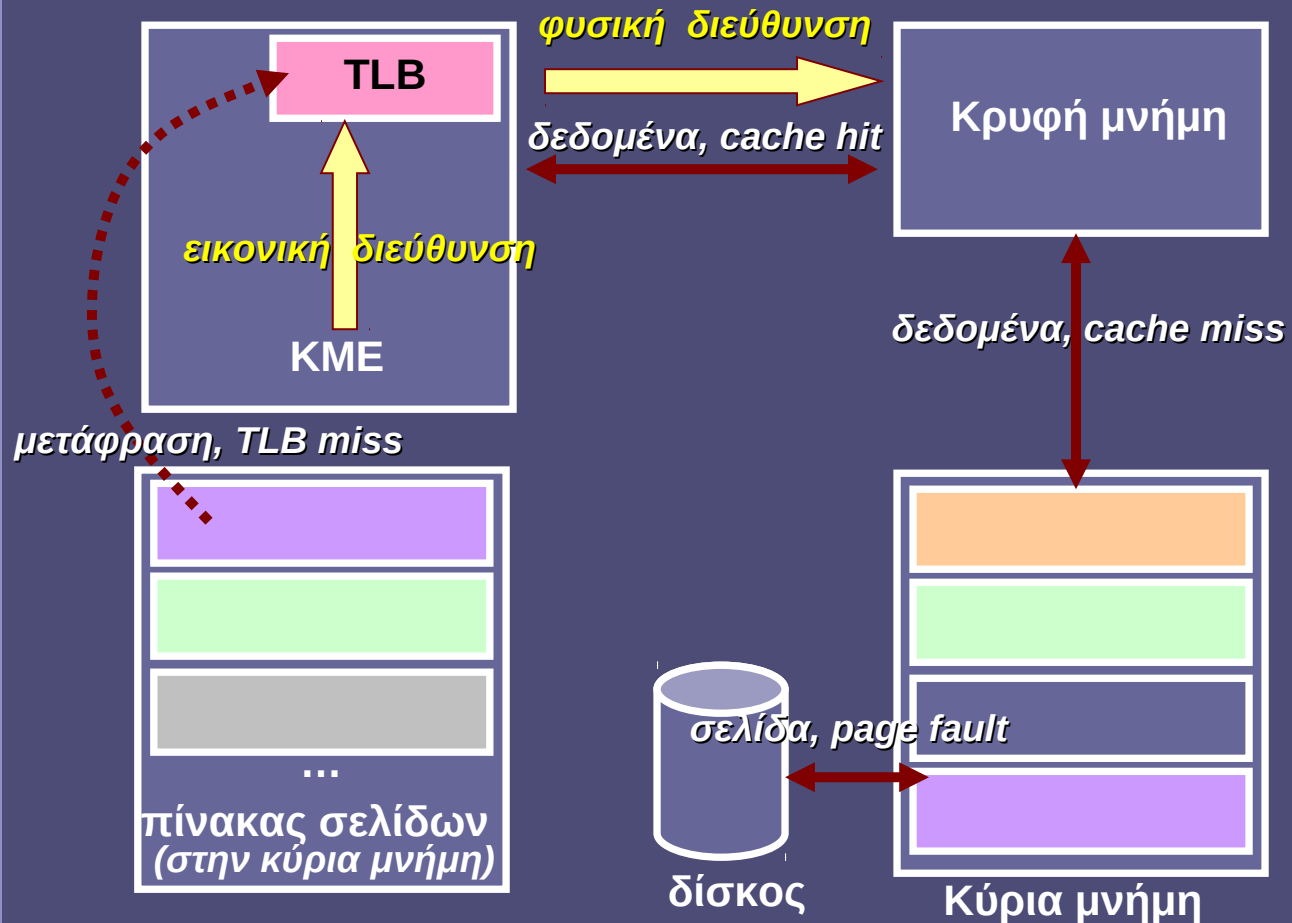 φυσική διεύθυνση
TLB
Κρυφή μνήμη
δεδομένα, cache hit
εικονική διεύθυνση
δεδομένα, cache miss
ΚΜΕ
μετάφραση, TLB miss
σελίδα, page fault
...
πίνακας σελίδων
(στην κύρια μνήμη)
δίσκος
Κύρια μνήμη